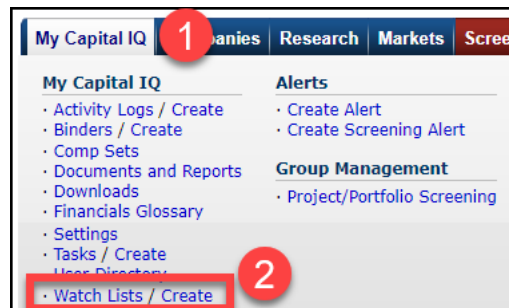 My Capital IQ 1 panies Research Markets Scree
My Capital IQ
· Activity Logs / Create
· Binders / Create
· Comp Sets
· Documents and Reports
· Downloads
· Financials Glossary
· Settings
· Tasks / Create
· User Directory
· Watch Lists / Create
2
Alerts
· Create Alert
· Create Screening Alert
Group Management
· Project/Portfolio Screening